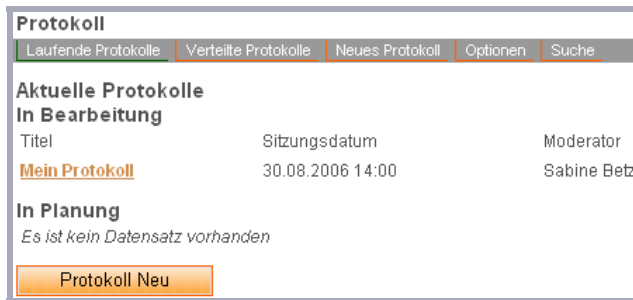 Protokoll
Laufende Protokolle Verteilte Protokolle Neues Protokoll Optionen Suche
Aktuelle Protokolle
In Bearbeitung
Titel Sitzungsdatum Moderator
Mein Protokoll 30.08.2006 14:00 Sabine Betz
In Planung
Es ist kein Datensatz vorhanden
Protokoll Neu